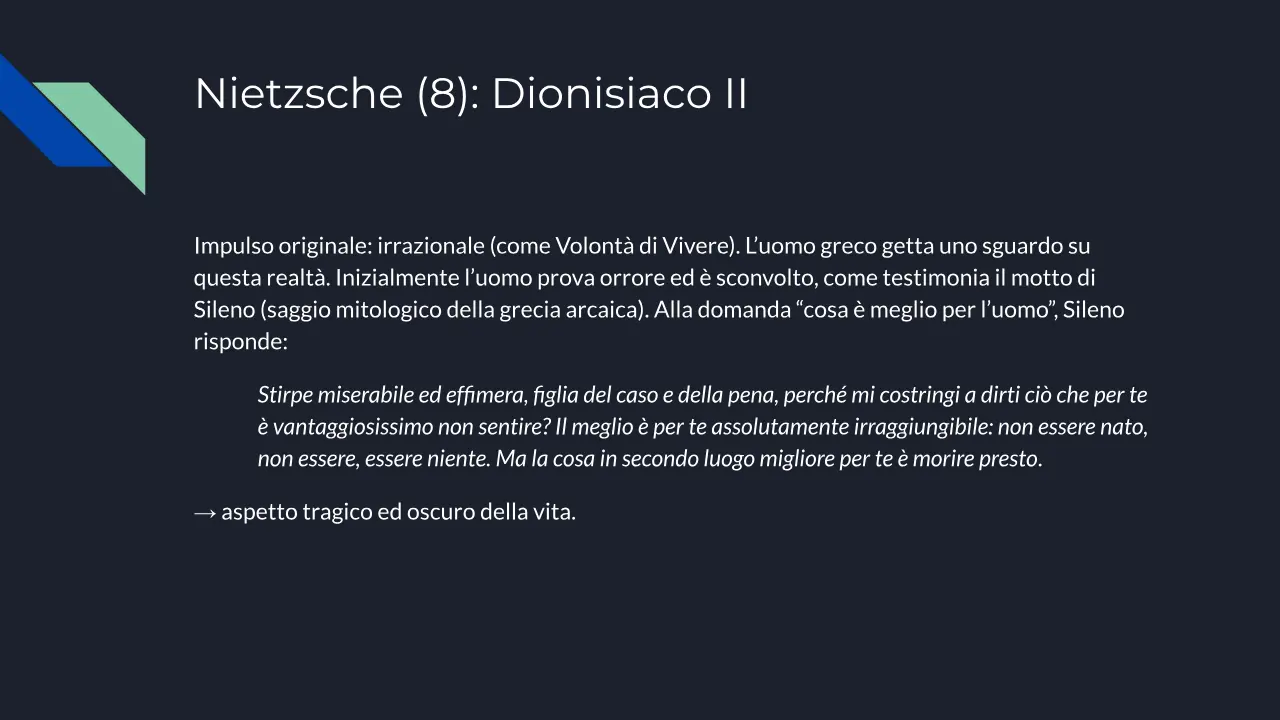 Nietzsche (8): Dionisiaco II
Impulso originale: irrazionale (come Volontà di Vivere). L’uomo greco getta uno sguardo su
questa realtà. Inizialmente l’uomo prova orrore ed è sconvolto, come testimonia il motto di
Sileno (saggio mitologico della grecia arcaica). Alla domanda “cosa è meglio per l’uomo”, Sileno
risponde:
Stirpe miserabile ed effimera, figlia del caso e della pena, perché mi costringi a dirti ciò che per te
è vantaggiosissimo non sentire? Il meglio è per te assolutamente irraggiungibile: non essere nato,
non essere, essere niente. Ma la cosa in secondo luogo migliore per te è morire presto.
→ aspetto tragico ed oscuro della vita.